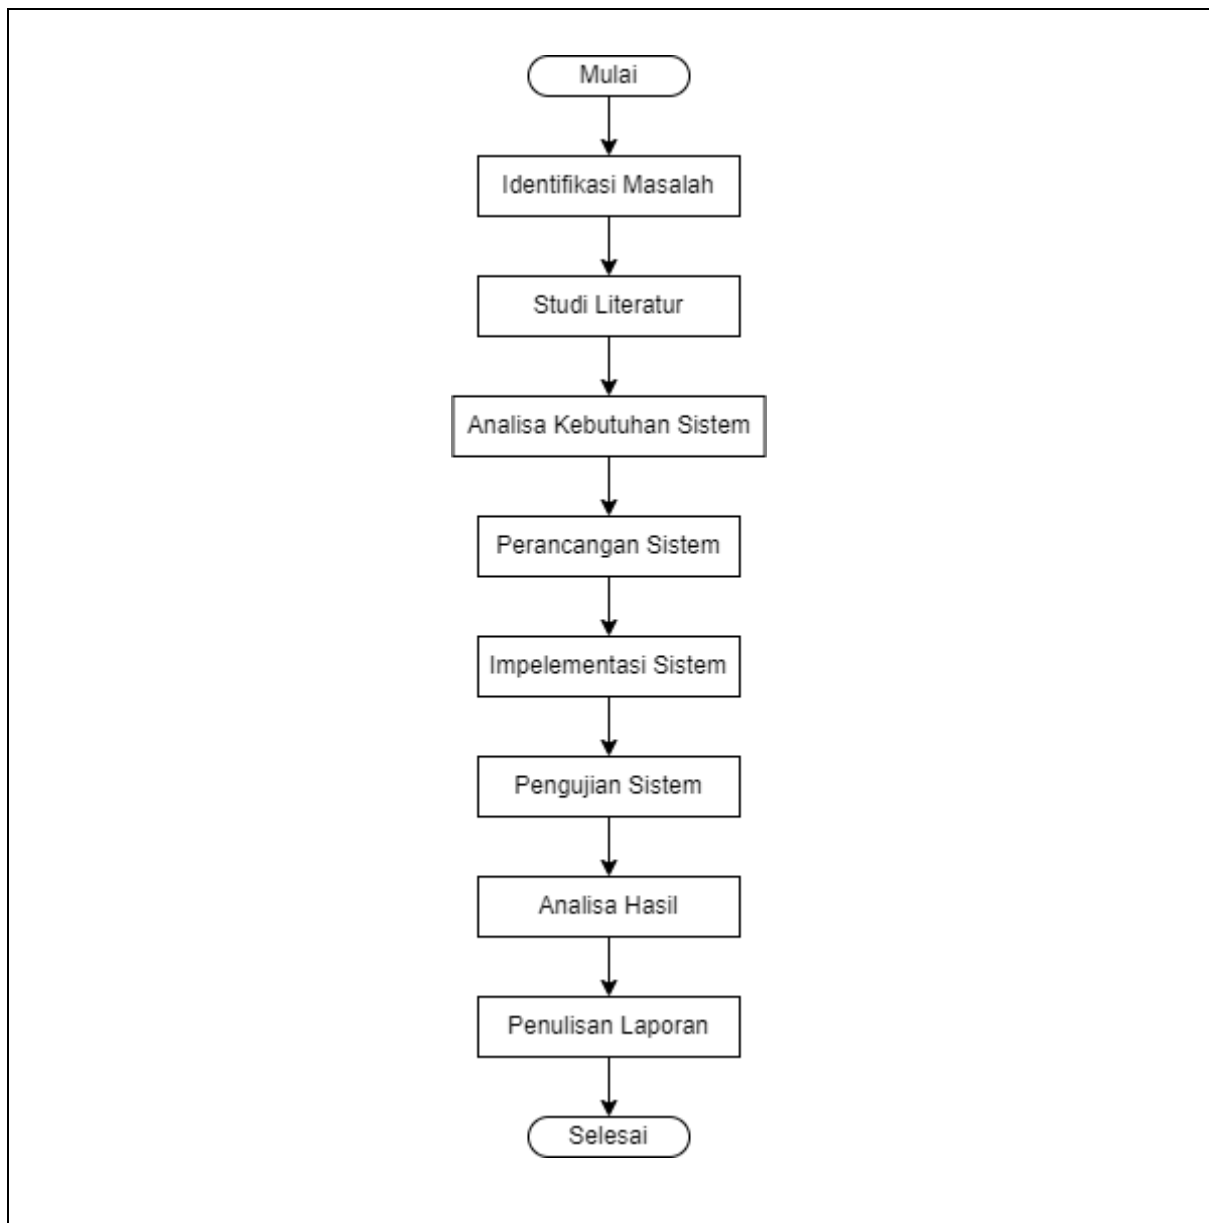 Mulai
Identifikasi Masalah
Studi Literatur
Analisa Kebutuhan Sistem
Perancangan Sistem
Impelementasi Sistem
Pengujian Sistem
Analisa Hasil
Penulisan Laporan
Selesai